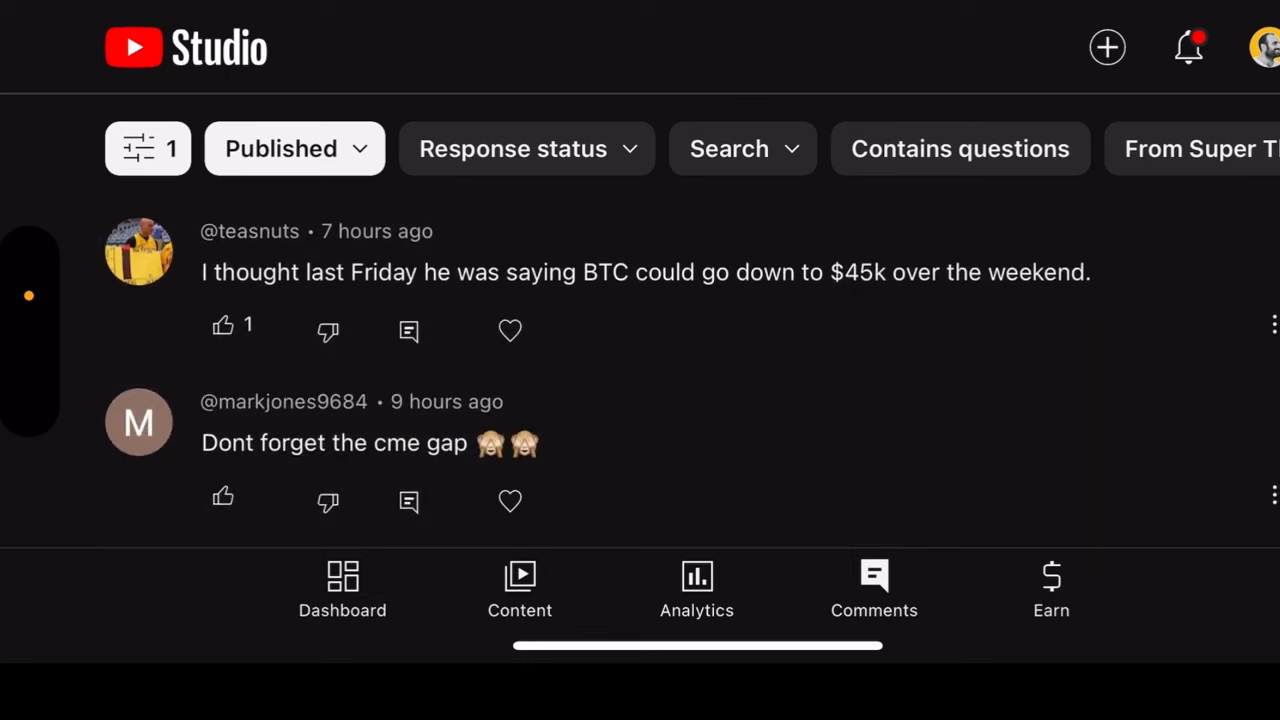 Studio
1
Published
Response status
Search
Contains questions
From Super T
@teasnuts • 7 hours ago
I thought last Friday he was saying BTC could go down to $45k over the weekend.
1
@markjones9684 • 9 hours ago
M
Dont forget the cme gap 🙈🙈
Dashboard
Content
Analytics
Comments
Earn